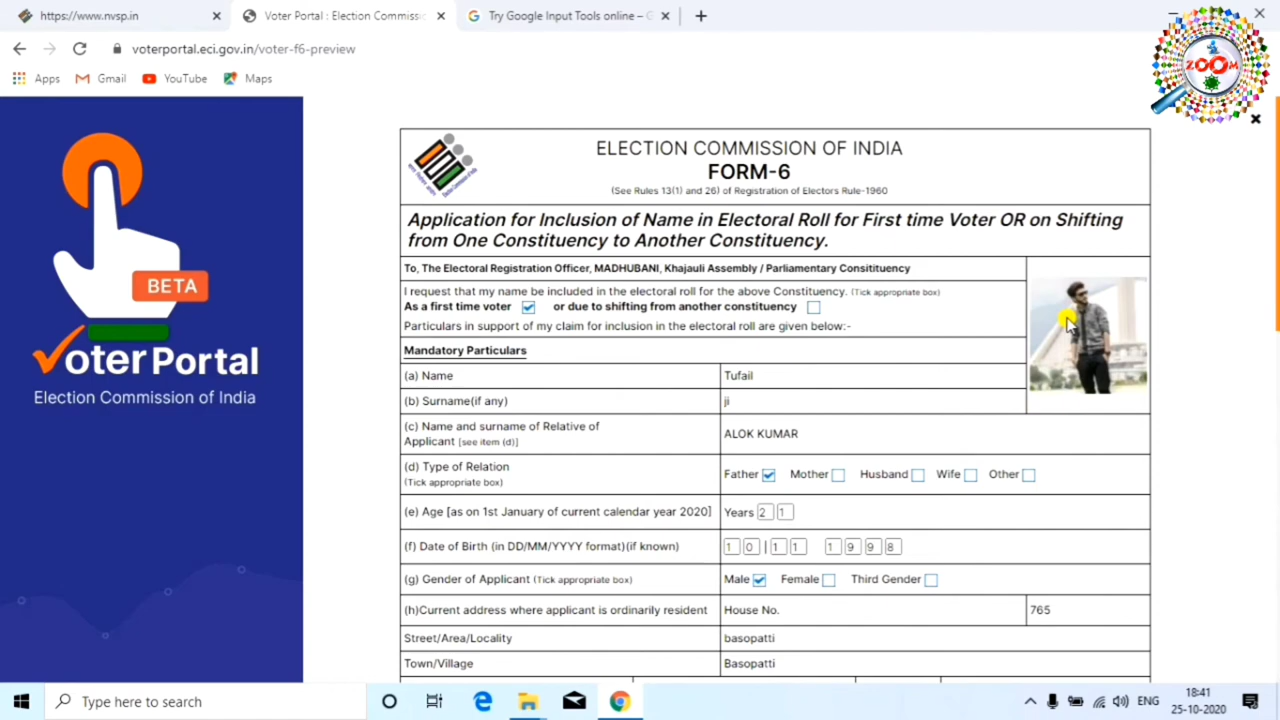 https://www.nvsp.in
Voter Portal : Election Commissi
Try Google Input Tools online – G
voterportal.eci.gov.in/voter-f6-preview
Apps Gmail YouTube Maps
ZOOM
BETA
VoterPortal
Election Commission of India
ELECTION COMMISSION OF INDIA
FORM-6
(See Rules 13(1) and 26) of Registration of Electors Rule-1960
Application for Inclusion of Name in Electoral Roll for First time Voter OR on Shifting
from One Constituency to Another Constituency.
To, The Electoral Registration Officer, MADHUBANI, Khajauli Assembly / Parliamentary Consitituency
I request that my name be included in the electoral roll for the above Constituency. (Tick appropriate box)
As a first time voter or due to shifting from another constituency
Particulars in support of my claim for inclusion in the electoral roll are given below:-
Mandatory Particulars
(a) Name Tufail
(b) Surname(if any) ji
(c) Name and surname of Relative of
Applicant [see item (d)] ALOK KUMAR
(d) Type of Relation
(Tick appropriate box) Father Mother Husband Wife Other
(e) Age [as on 1st January of current calendar year 2020] Years 2 1
(f) Date of Birth (in DD/MM/YYYY format)(if known) 1 0 | 1 1 1 9 9 8
(g) Gender of Applicant (Tick appropriate box) Male Female Third Gender
(h)Current address where applicant is ordinarily resident House No. 765
Street/Area/Locality basopatti
Town/Village Basopatti
Type here to search
ENG
18:41
25-10-2020